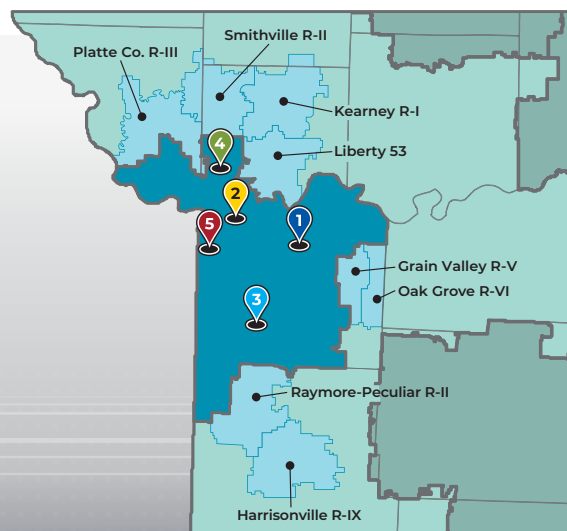 Smithville R-II
Platte Co. R-III
Kearney R-I
4
Liberty 53
2
5
1
Grain Valley R-V
Oak Grove R-VI
3
Raymore-Peculiar R-II
Harrisonville R-IX